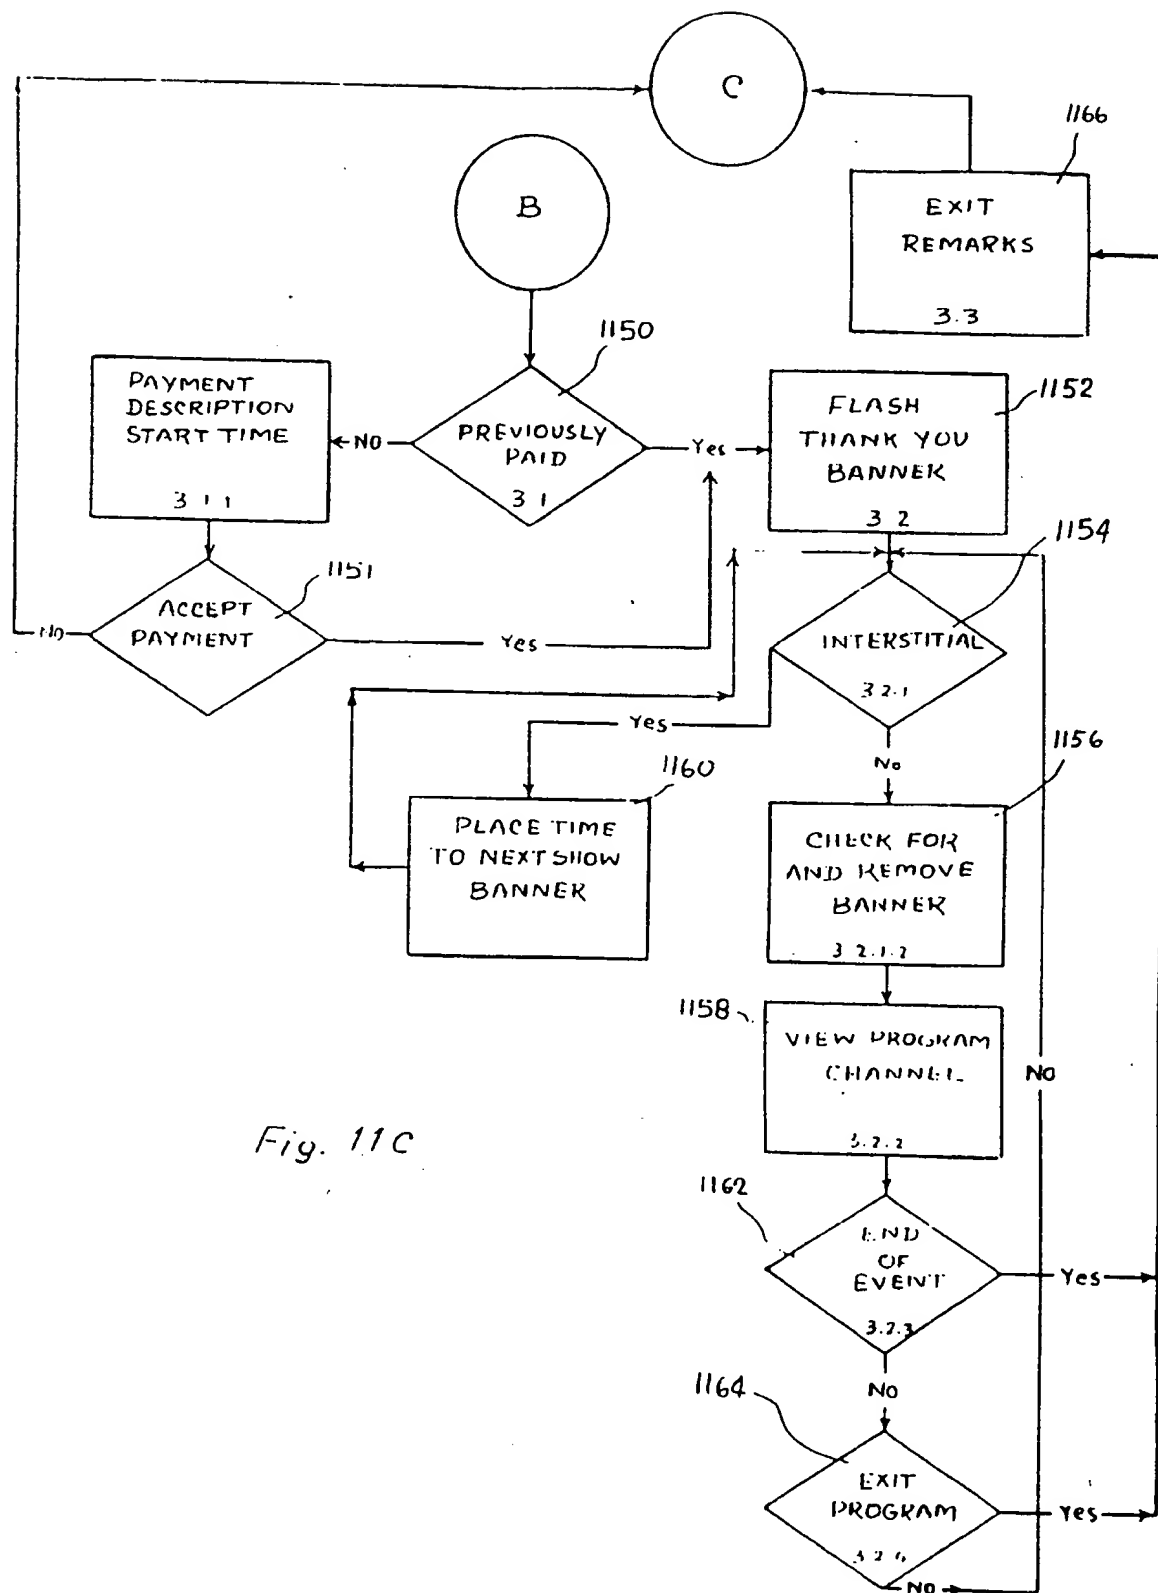 C
1166
EXIT
REMARKS
3.3
B
1150
PAYMENT
DESCRIPTION
START TIME
3 1 1
NO
PREVIOUSLY
PAID
3 1
Yes
1152
FLASH
THANK YOU
BANNER
3 2
1151
ACCEPT
PAYMENT
No
Yes
1154
INTERSTITIAL
3 2 . 1
Yes
No
1160
PLACE TIME
TO NEXT SHOW
BANNER
1156
CHECK FOR
AND REMOVE
BANNER
3 2 . 1 . 2
1158
VIEW PROGRAM
CHANNEL
3 . 2 . 2
NO
Fig. 11C
1162
END
OF
EVENT
3.2.3
Yes
NO
1164
EXIT
PROGRAM
Yes
NO